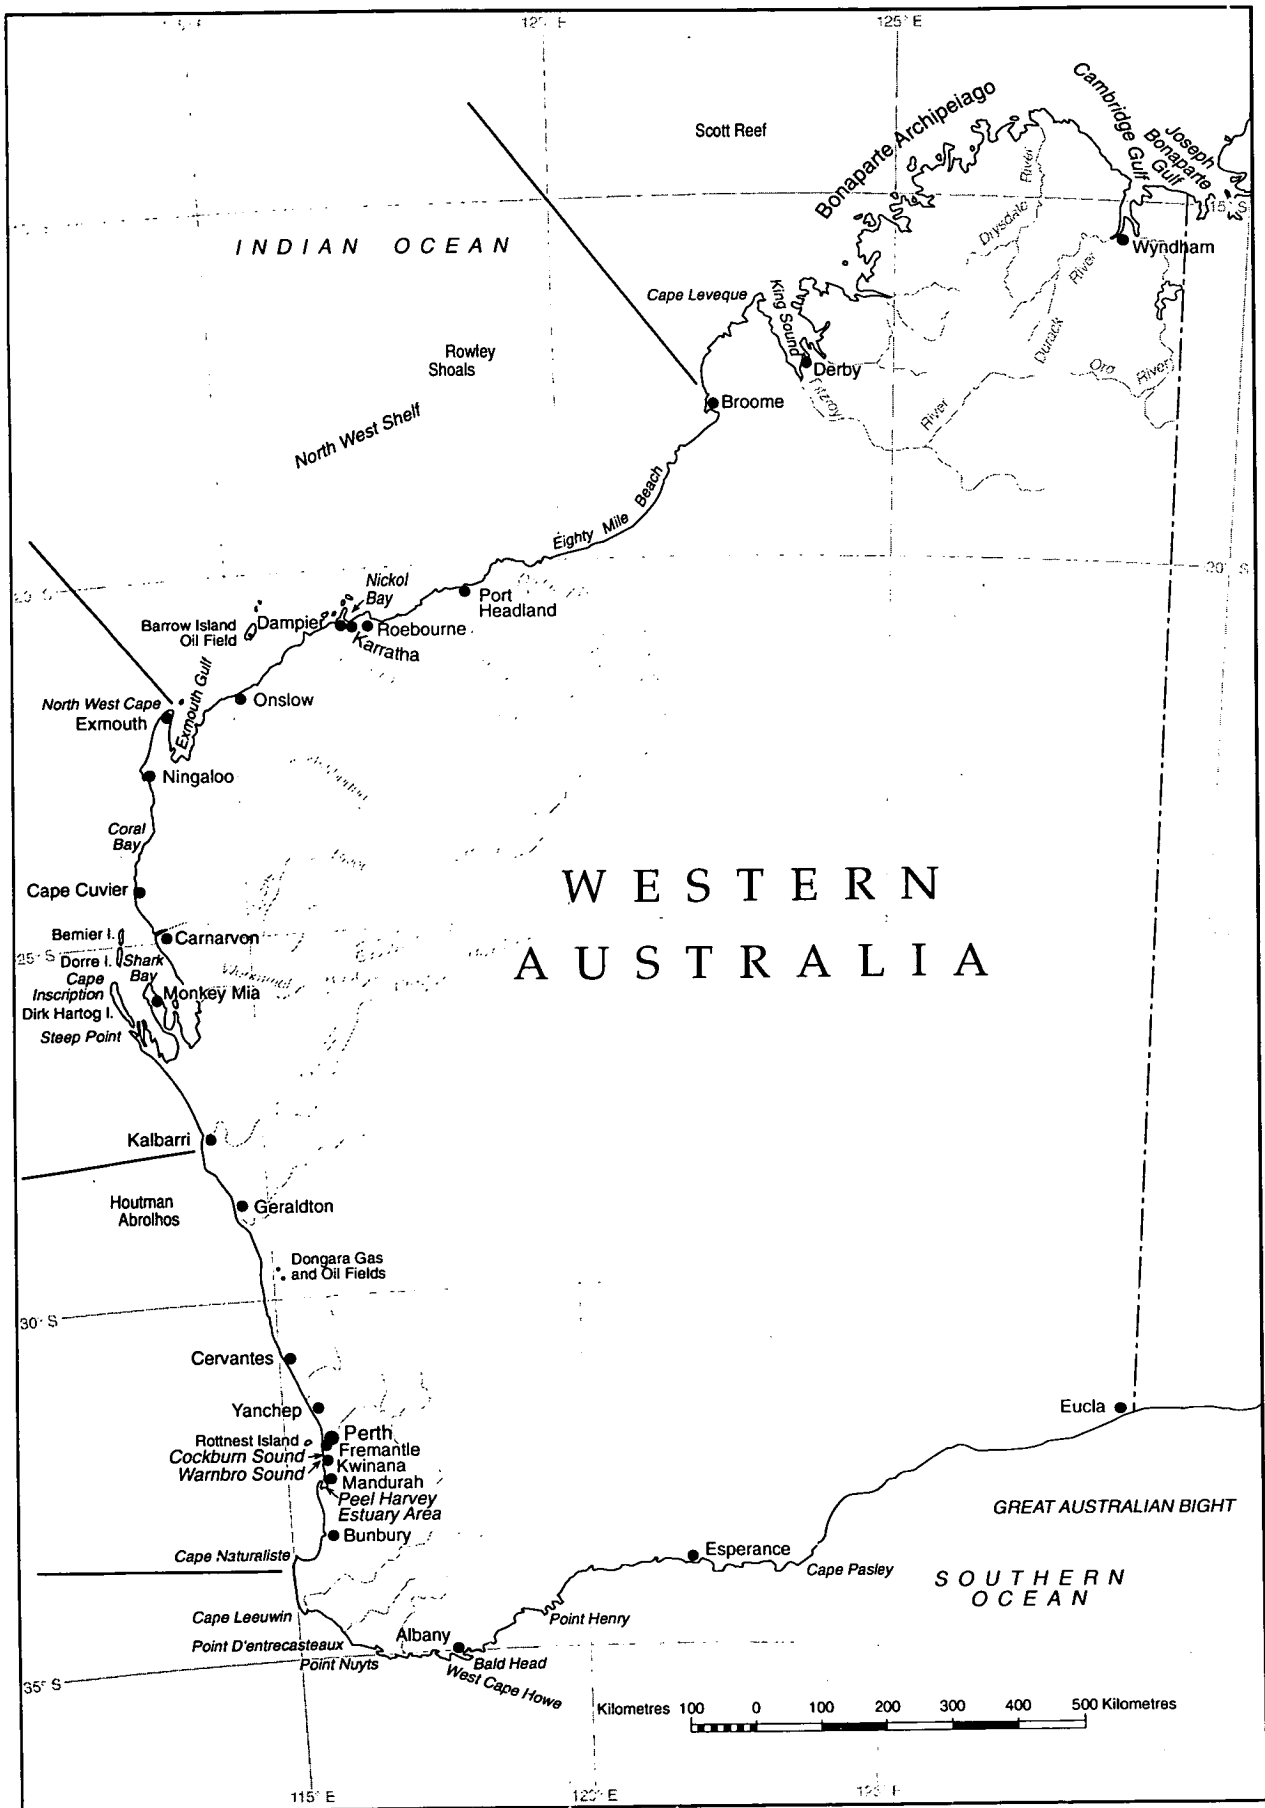 120° E
125° E
Scott Reef
Bonaparte Archipelago
Cambridge Gulf
Joseph
Bonaparte
Gulf
15° S
INDIAN OCEAN
Drysdale River
Wyndham
Cape Leveque
King Sound
River
Durack
Rowley
Shoals
Derby
Ord
River
Broome
Fitzroy
River
North West Shelf
Eighty Mile Beach
20° S
20° S
Nickol
Bay
Port
Headland
Barrow Island
Oil Field
Dampier
Roebourne
Karratha
Exmouth Gulf
North West Cape
Onslow
Exmouth
Ningaloo
Coral
Bay
River
Cape Cuvier
WESTERN
AUSTRALIA
Bernier I.
Carnarvon
25° S
Dorre I.
Shark
Bay
Cape
Inscription
Monkey Mia
Dirk Hartog I.
Steep Point
Kalbarri
Houtman
Abrolhos
Geraldton
Dongara Gas
and Oil Fields
30° S
Cervantes
Yanchep
Eucla
Perth
Rottnest Island
Fremantle
Cockburn Sound
Kwinana
Warnbro Sound
Mandurah
Peel Harvey
Estuary Area
GREAT AUSTRALIAN BIGHT
Bunbury
Cape Naturaliste
Esperance
Cape Pasley
SOUTHERN
OCEAN
Cape Leeuwin
Point Henry
Albany
Point D'entrecasteaux
Point Nuyts
Bald Head
West Cape Howe
35° S
Kilometres 100 0 100 200 300 400 500 Kilometres
115° E
120° E
125° E